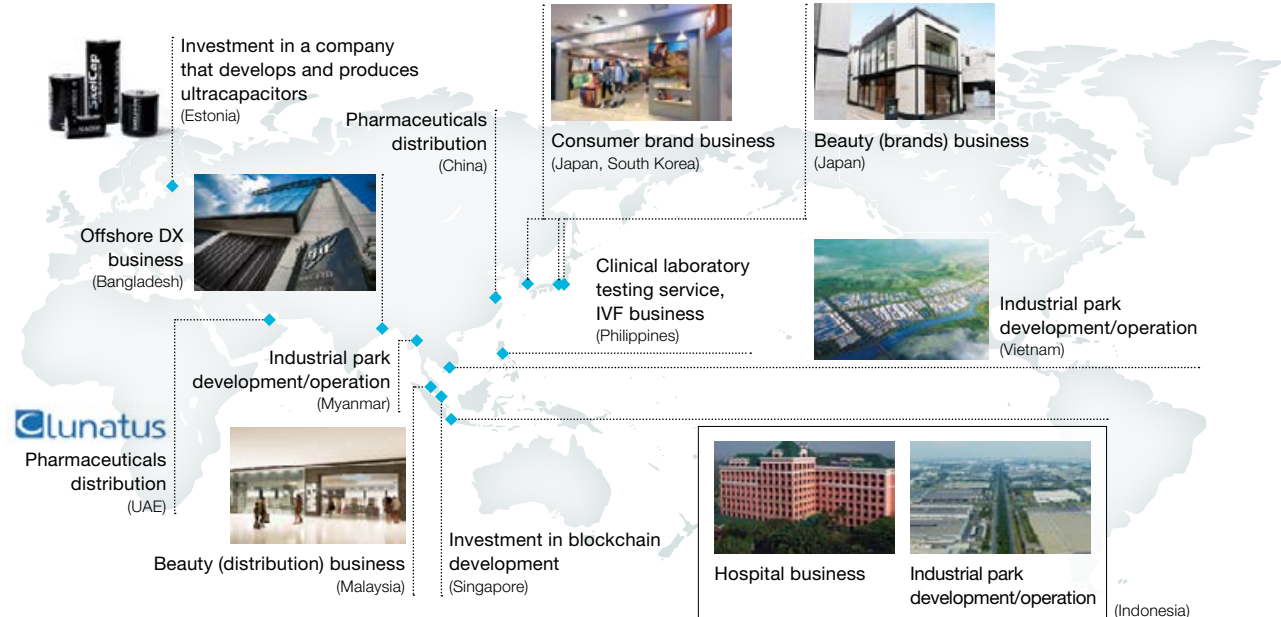 Investment in a company
that develops and produces
ultracapacitors
(Estonia)
SkelCap
Pharmaceuticals
distribution
(China)
Consumer brand business
(Japan, South Korea)
Beauty (brands) business
(Japan)
Offshore DX
business
(Bangladesh)
Clinical laboratory
testing service,
IVF business
(Philippines)
Industrial park
development/operation
(Vietnam)
Industrial park
development/operation
(Myanmar)
lunatus
Pharmaceuticals
distribution
(UAE)
Beauty (distribution) business
(Malaysia)
Investment in blockchain
development
(Singapore)
Hospital business
Industrial park
development/operation
(Indonesia)